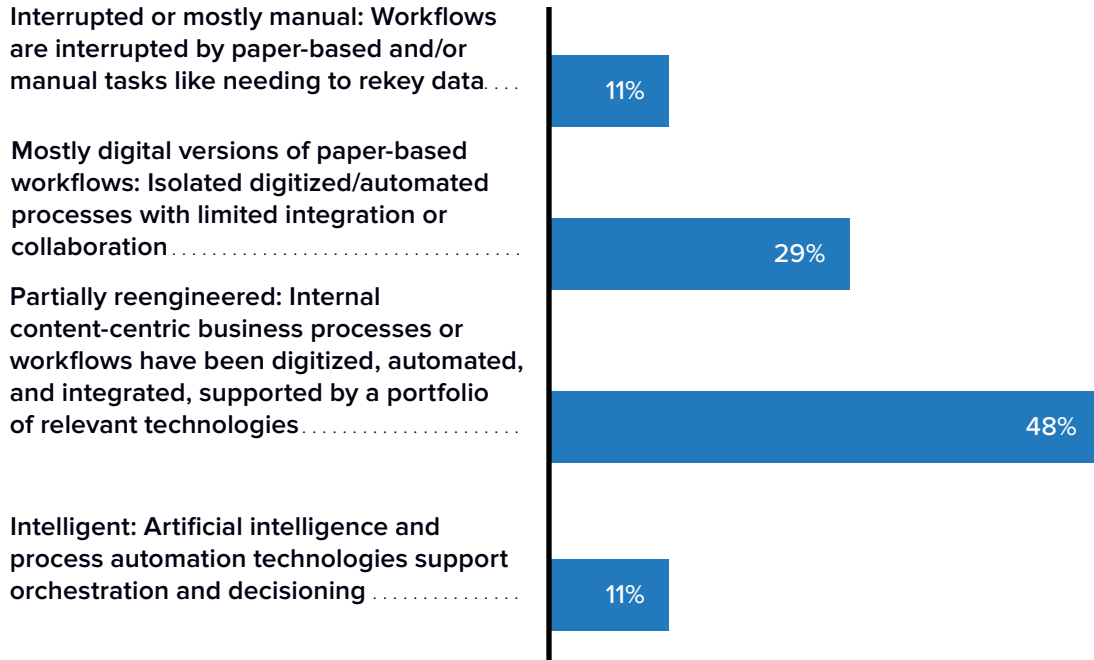 Interrupted or mostly manual: Workflows
are interrupted by paper-based and/or
manual tasks like needing to rekey data....
11%
Mostly digital versions of paper-based
workflows: Isolated digitized/automated
processes with limited integration or
collaboration...................................
29%
Partially reengineered: Internal
content-centric business processes or
workflows have been digitized, automated,
and integrated, supported by a portfolio
of relevant technologies......................
48%
Intelligent: Artificial intelligence and
process automation technologies support
orchestration and decisioning...............
11%